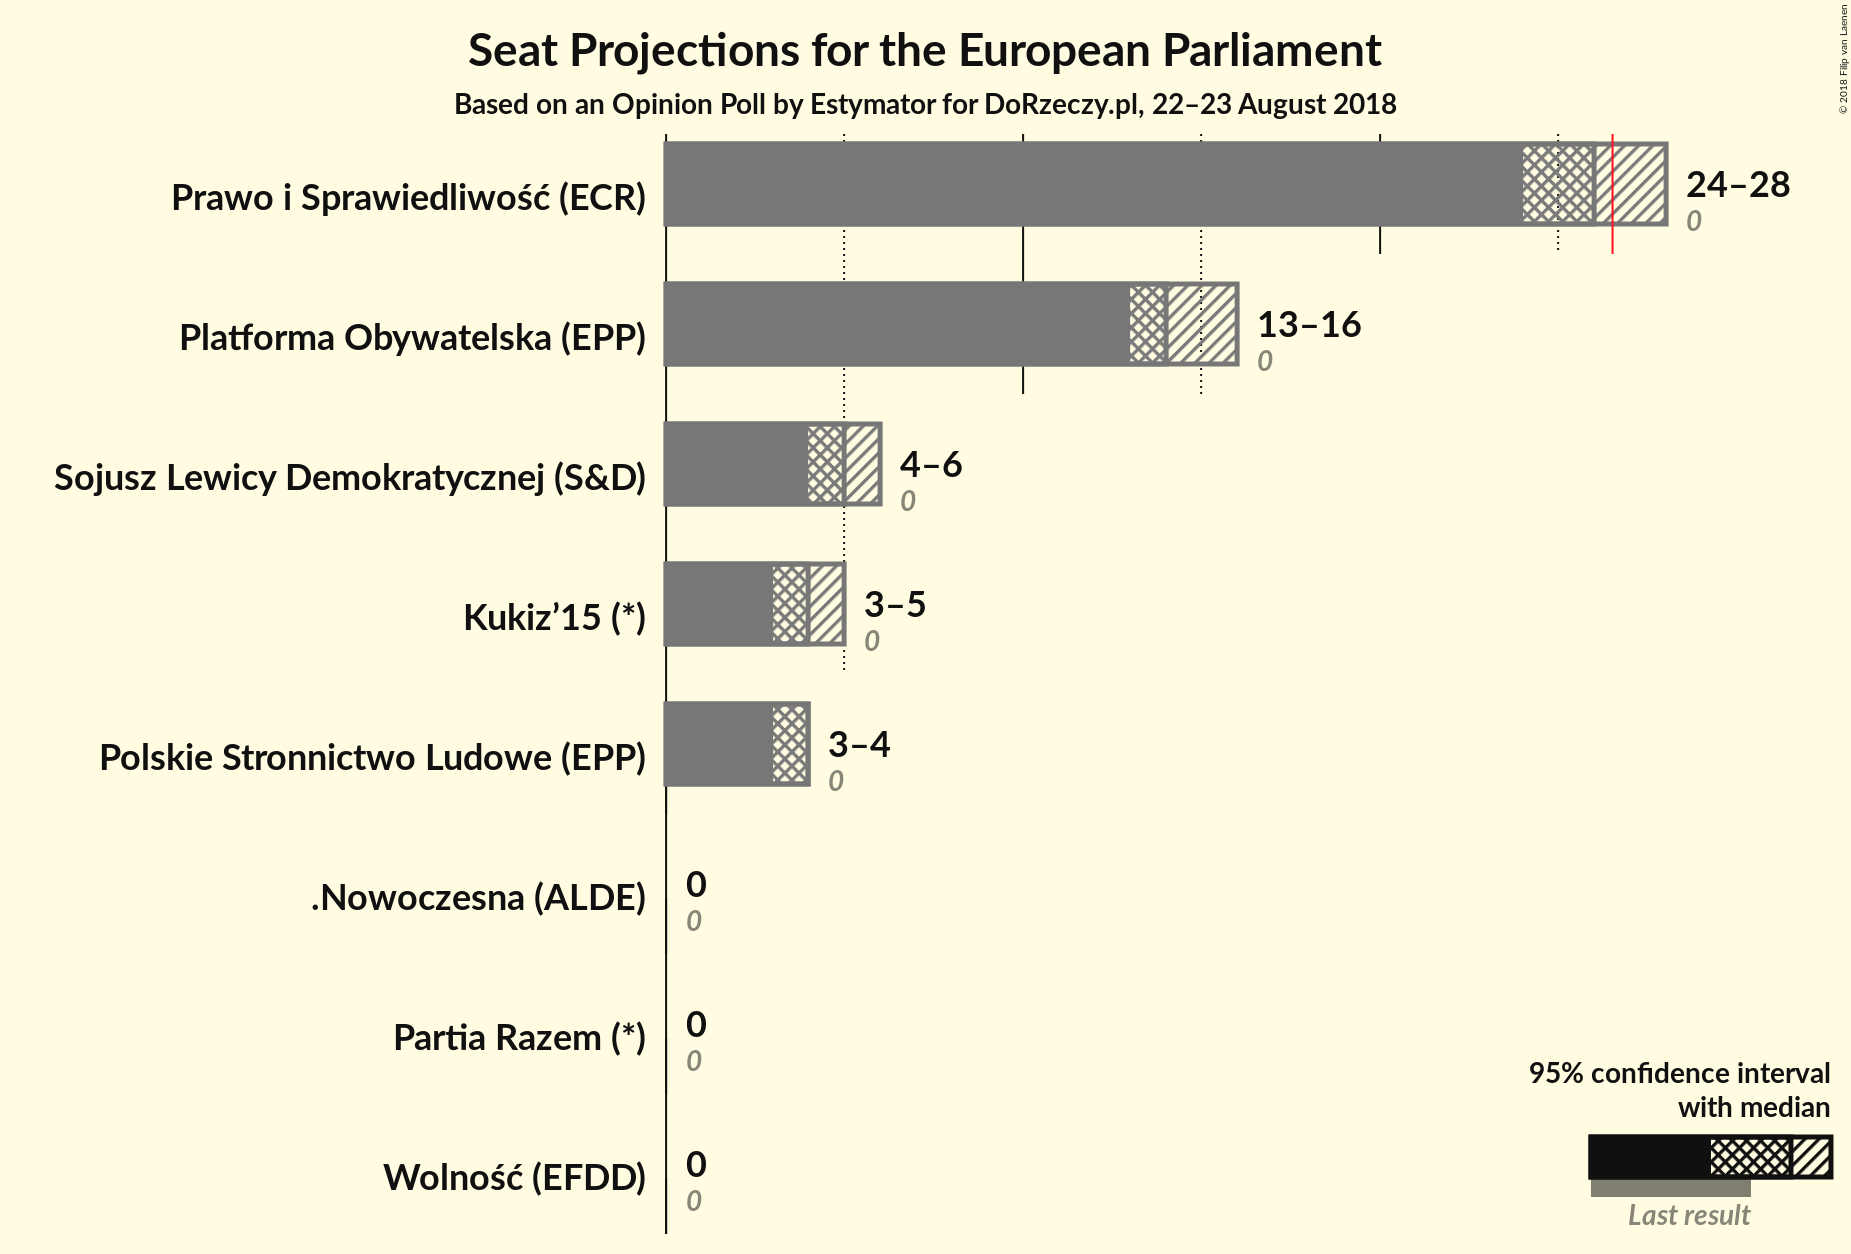 Seat Projections for the European Parliament
Based on an Opinion Poll by Estymator for DoRzeczy.pl, 22–23 August 2018
© 2018 Filip van Laenen
Prawo i Sprawiedliwość (ECR)
24–28
0
Platforma Obywatelska (EPP)
13–16
0
Sojusz Lewicy Demokratycznej (S&D)
4–6
0
Kukiz’15 (*)
3–5
0
Polskie Stronnictwo Ludowe (EPP)
3–4
0
.Nowoczesna (ALDE)
0
0
Partia Razem (*)
0
0
Wolność (EFDD)
0
0
95% confidence interval
with median
Last result